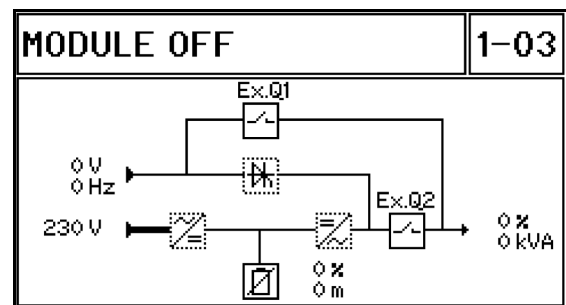 MODULE OFF
1-03
Ex.Q1
0 V
0 Hz
Ex.Q2
230 V
0 %
0 kVA
0 %
0 m